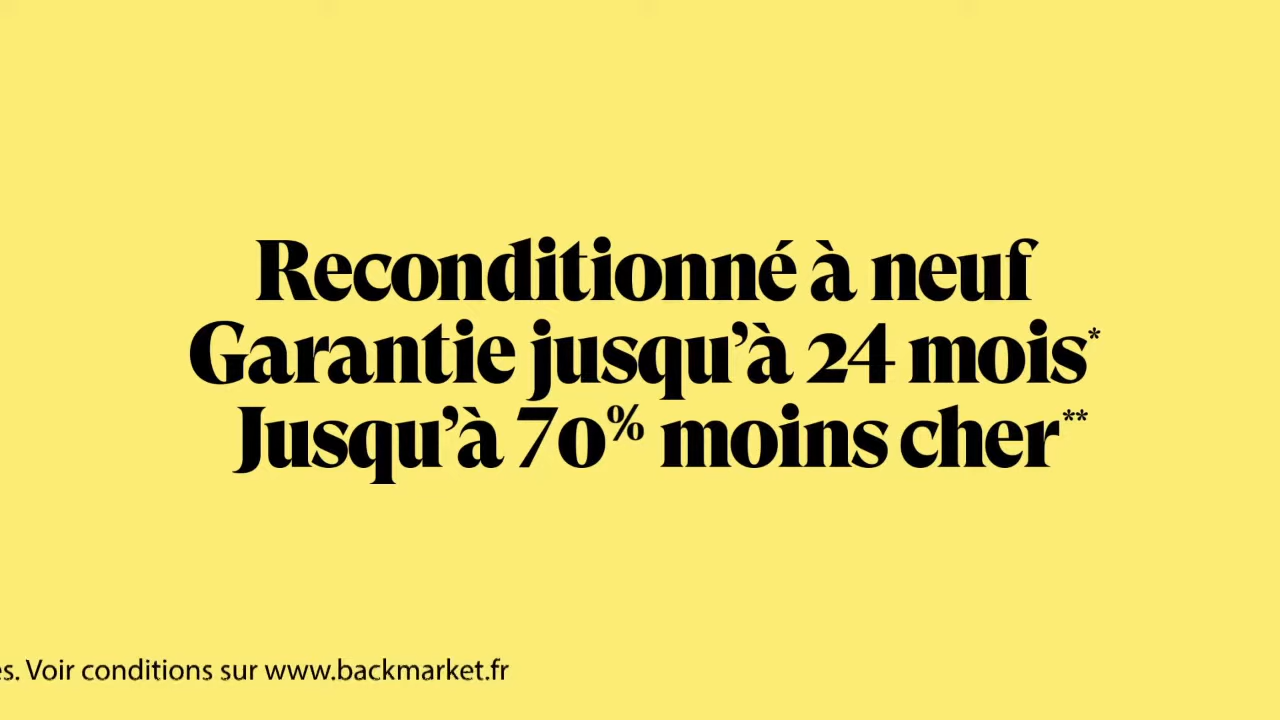 Reconditionné à neuf
Garantie jusqu’à 24 mois*
Jusqu’à 70% moins cher**
es. Voir conditions sur www.backmarket.fr